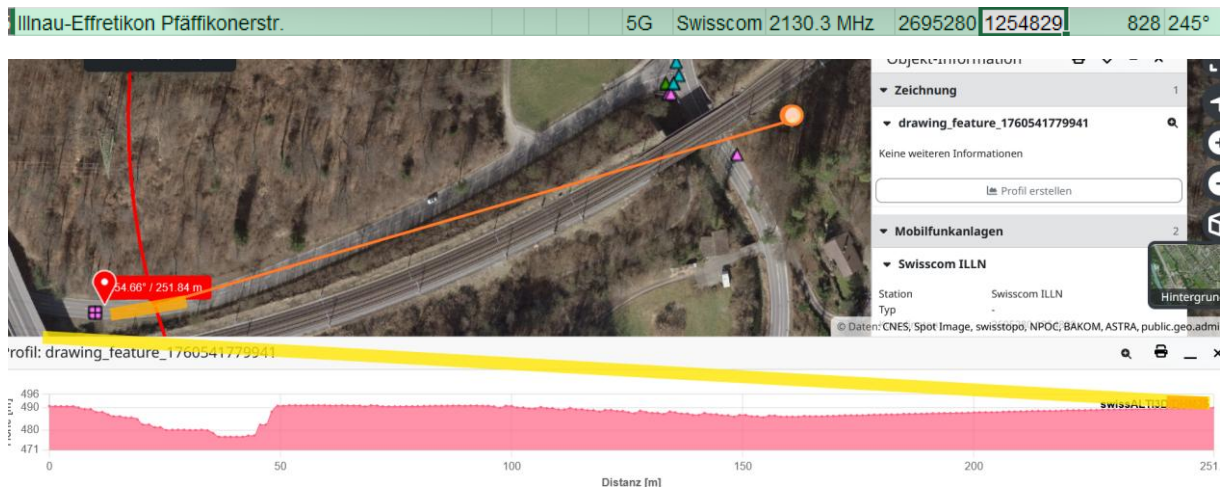 Illnau-Effretikon Pfäffikonerstr. 5G Swisscom 2130.3 MHz 2695280 1254829 828 245°
Objekt-Information
Zeichnung 1
drawing_feature_1760541779941
Keine weiteren Informationen
Profil erstellen
Mobilfunkanlagen 2
Swisscom ILLN
Station Swisscom ILLN
Typ -
54.66° / 251.84 m
Hintergrun
© Daten: CNES, Spot Image, swisstopo, NPOC, BAKOM, ASTRA, public.geo.admi
Profil: drawing_feature_1760541779941
496
490
480
471
0 50 100 150 200 251
Distanz [m]